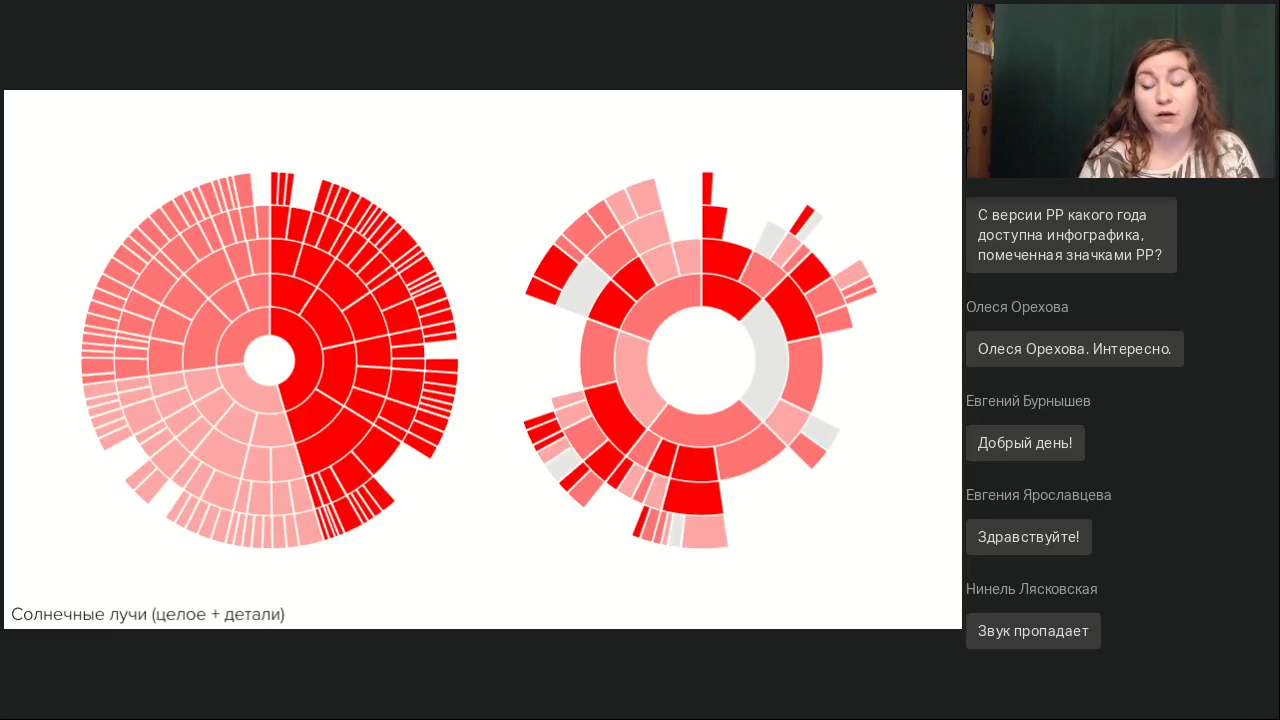 Солнечные лучи (целое + детали)
С версии PP какого года
доступна инфографика,
помеченная значками PP?
Олеся Орехова
Олеся Орехова. Интересно.
Евгений Бурнышев
Добрый день!
Евгения Ярославцева
Здравствуйте!
Нинель Лясковская
Звук пропадает